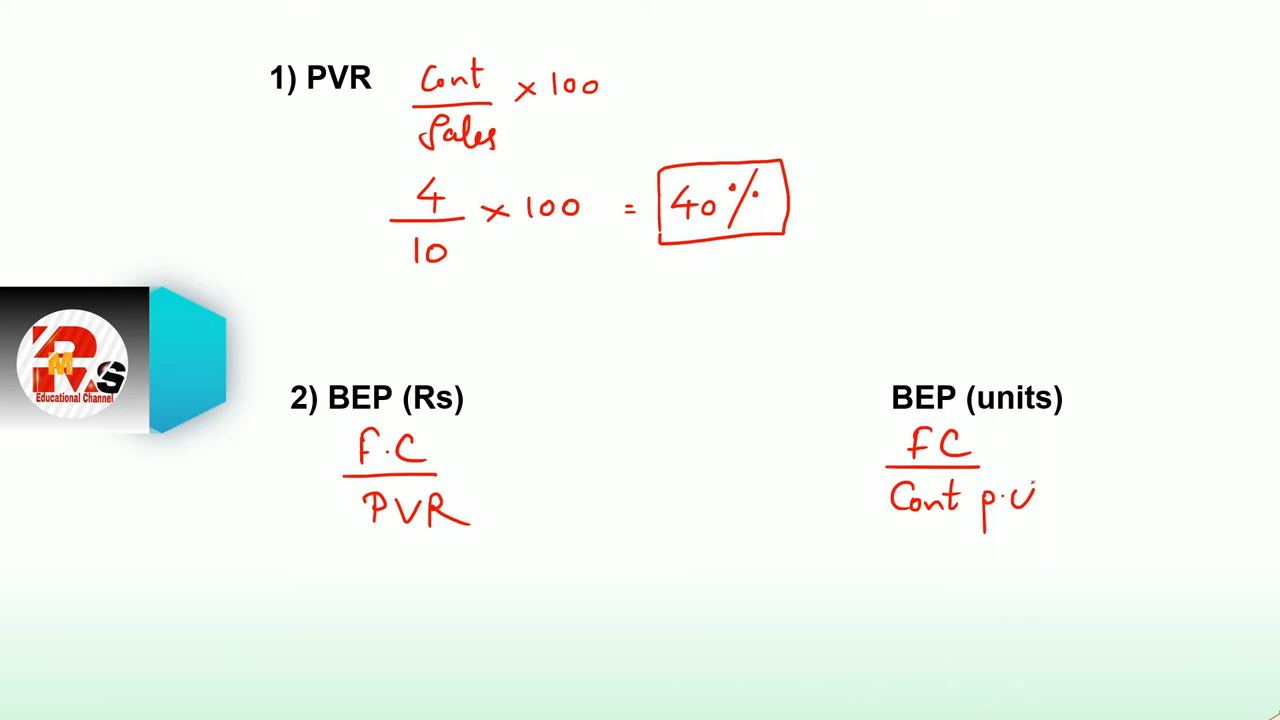 1) PVR Cont / Sales × 100
4 / 10 × 100 = 40%
RMS
Educational Channel
2) BEP (Rs) BEP (units)
F.C / PVR FC / Cont p.u